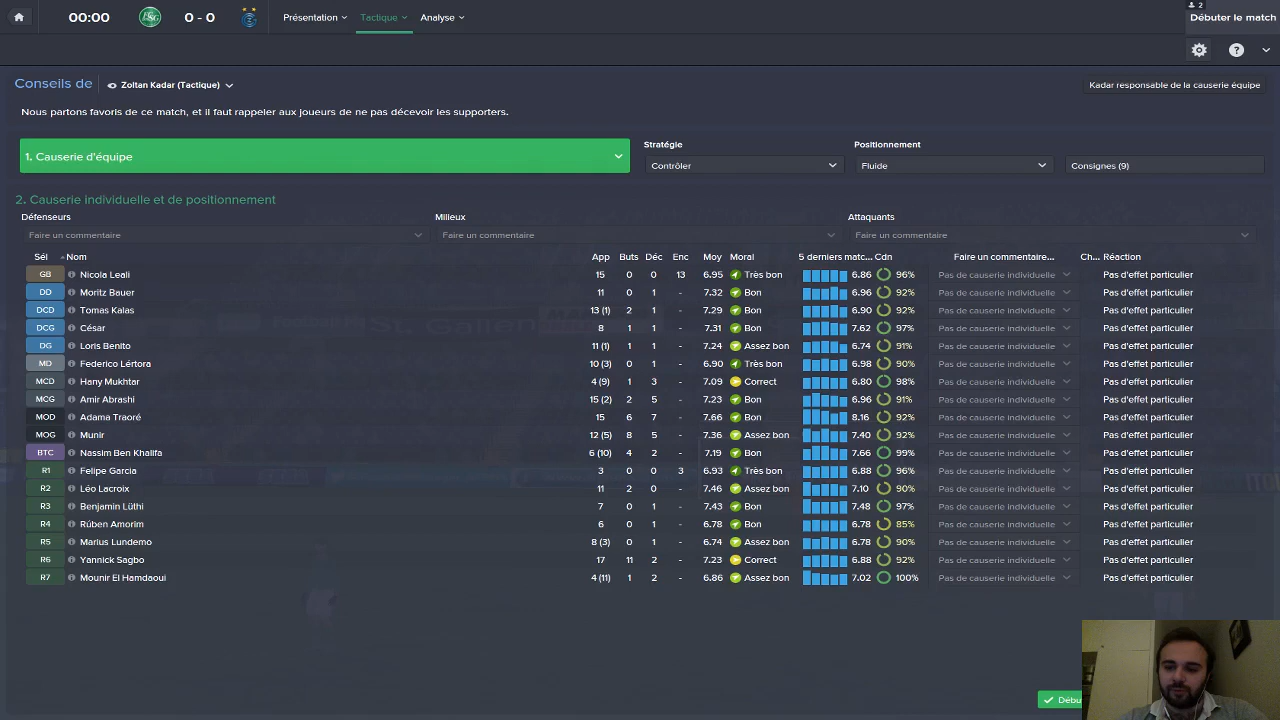 00:00 0 - 0 Présentation Tactique Analyse 2 Débuter le match
Conseils de Zoltan Kadar (Tactique) Kadar responsable de la causerie équipe
Nous partons favoris de ce match, et il faut rappeler aux joueurs de ne pas décevoir les supporters.
Stratégie Positionnement
1. Causerie d'équipe Contrôler Fluide Consignes (9)
2. Causerie individuelle et de positionnement
Défenseurs Milieux Attaquants
Faire un commentaire Faire un commentaire Faire un commentaire
Sél Nom App Buts Déc Enc Moy Moral 5 derniers matc... Cdn Faire un commentaire... Ch... Réaction
GB Nicola Leali 15 0 0 13 6.95 Très bon 6.86 96% Pas de causerie individuelle Pas d'effet particulier
DD Moritz Bauer 11 0 1 - 7.32 Bon 6.96 92% Pas de causerie individuelle Pas d'effet particulier
DCD Tomas Kalas 13 (1) 2 1 - 7.29 Bon 6.90 92% Pas de causerie individuelle Pas d'effet particulier
DCG César 8 1 1 - 7.31 Bon 7.62 97% Pas de causerie individuelle Pas d'effet particulier
DG Loris Benito 11 (1) 1 1 - 7.24 Assez bon 6.74 91% Pas de causerie individuelle Pas d'effet particulier
MD Federico Létora 10 (3) 0 1 - 6.90 Très bon 6.98 90% Pas de causerie individuelle Pas d'effet particulier
MCD Hany Mukhtar 4 (9) 1 3 - 7.09 Correct 6.80 98% Pas de causerie individuelle Pas d'effet particulier
MCG Amir Abrashi 15 (2) 2 5 - 7.23 Bon 6.96 91% Pas de causerie individuelle Pas d'effet particulier
MOD Adama Traoré 15 6 7 - 7.66 Bon 8.16 92% Pas de causerie individuelle Pas d'effet particulier
MOG Munir 12 (5) 8 5 - 7.36 Assez bon 7.40 92% Pas de causerie individuelle Pas d'effet particulier
BTC Nassim Ben Khalifa 6 (10) 4 2 - 7.19 Bon 7.66 99% Pas de causerie individuelle Pas d'effet particulier
R1 Felipe Garcia 3 0 0 3 6.93 Très bon 6.88 96% Pas de causerie individuelle Pas d'effet particulier
R2 Léo Lacroix 11 2 0 - 7.46 Assez bon 7.10 90% Pas de causerie individuelle Pas d'effet particulier
R3 Benjamin Lüthi 7 0 1 - 7.43 Bon 7.48 97% Pas de causerie individuelle Pas d'effet particulier
R4 Rúben Amorim 6 0 1 - 6.78 Bon 6.78 85% Pas de causerie individuelle Pas d'effet particulier
R5 Marius Lundemo 8 (3) 0 1 - 6.74 Assez bon 6.78 90% Pas de causerie individuelle Pas d'effet particulier
R6 Yannick Sagbo 17 11 2 - 7.23 Correct 6.88 92% Pas de causerie individuelle Pas d'effet particulier
R7 Mounir El Hamdaoui 4 (11) 1 2 - 6.86 Assez bon 7.02 100% Pas de causerie individuelle Pas d'effet particulier